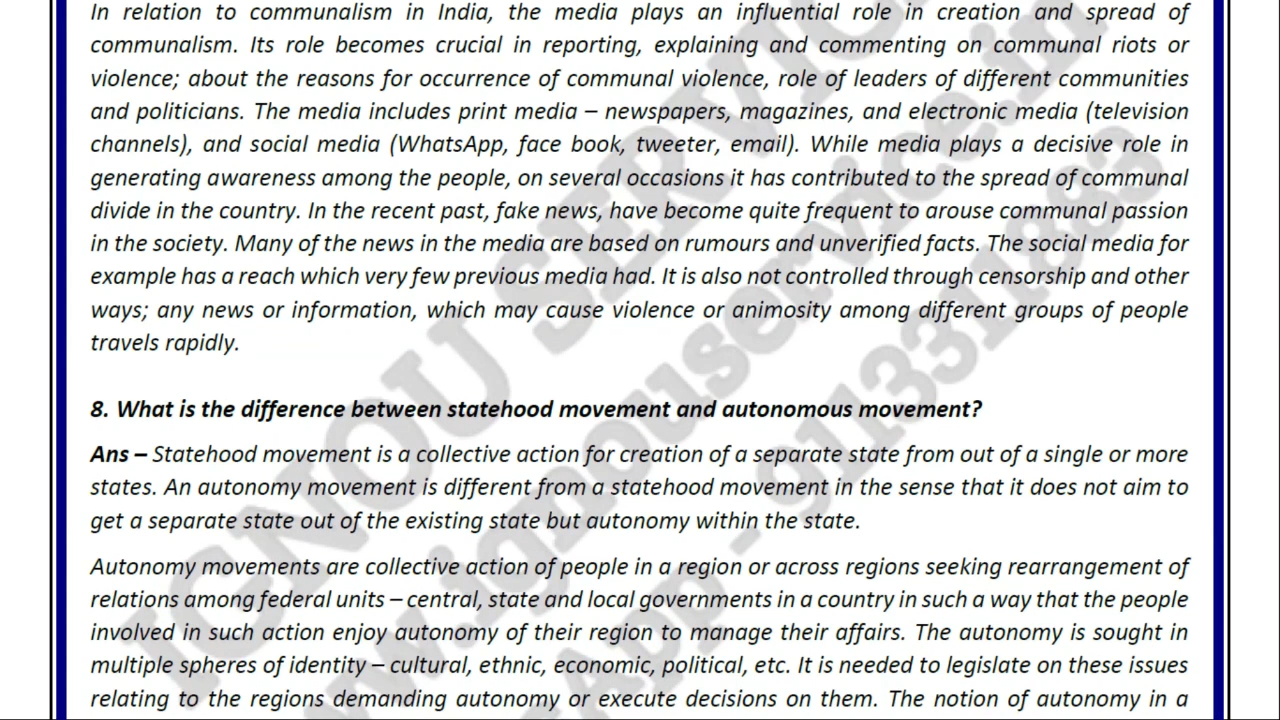 In relation to communalism in India, the media plays an influential role in creation and spread of
communalism. Its role becomes crucial in reporting, explaining and commenting on communal riots or
violence; about the reasons for occurrence of communal violence, role of leaders of different communities
and politicians. The media includes print media – newspapers, magazines, and electronic media (television
channels), and social media (WhatsApp, face book, tweeter, email). While media plays a decisive role in
generating awareness among the people, on several occasions it has contributed to the spread of communal
divide in the country. In the recent past, fake news, have become quite frequent to arouse communal passion
in the society. Many of the news in the media are based on rumours and unverified facts. The social media for
example has a reach which very few previous media had. It is also not controlled through censorship and other
ways; any news or information, which may cause violence or animosity among different groups of people
travels rapidly.
8. What is the difference between statehood movement and autonomous movement?
Ans – Statehood movement is a collective action for creation of a separate state from out of a single or more
states. An autonomy movement is different from a statehood movement in the sense that it does not aim to
get a separate state out of the existing state but autonomy within the state.
Autonomy movements are collective action of people in a region or across regions seeking rearrangement of
relations among federal units – central, state and local governments in a country in such a way that the people
involved in such action enjoy autonomy of their region to manage their affairs. The autonomy is sought in
multiple spheres of identity – cultural, ethnic, economic, political, etc. It is needed to legislate on these issues
relating to the regions demanding autonomy or execute decisions on them. The notion of autonomy in a
IGNOU SERVIC
ww.ignouservice.in
App - 9113311883